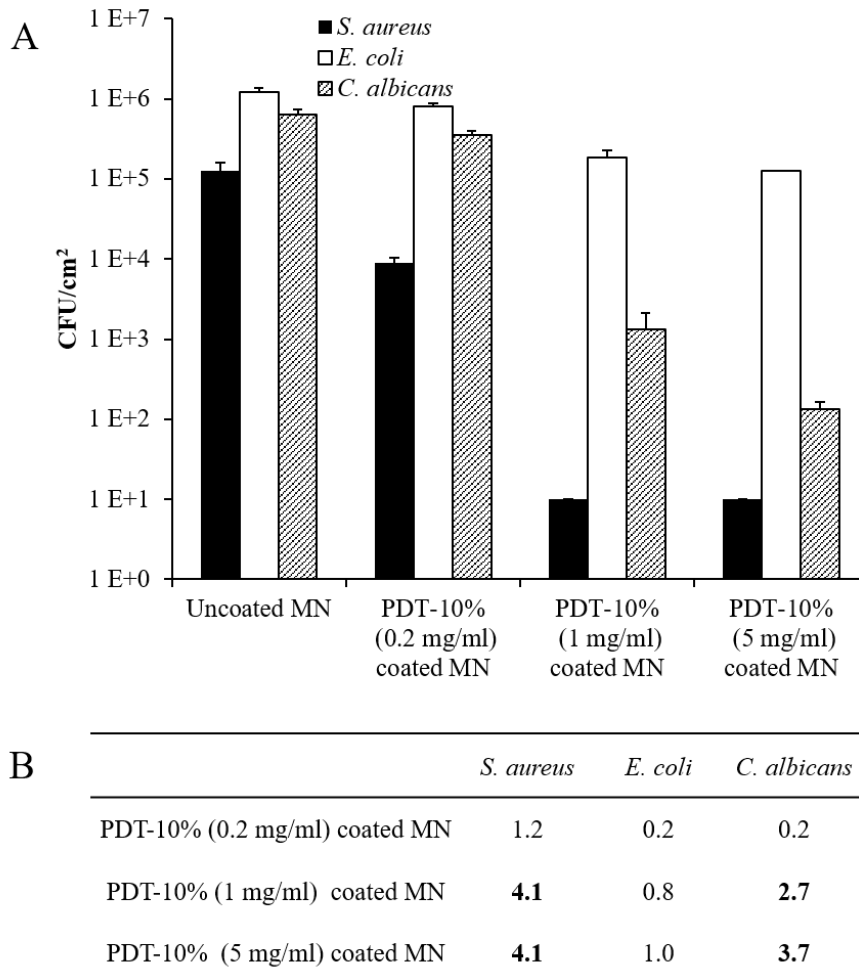 A
S. aureus
E. coli
C. albicans
1 E+7
1 E+6
1 E+5
1 E+4
1 E+3
1 E+2
1 E+1
1 E+0
CFU/cm²
Uncoated MN
PDT-10%
(0.2 mg/ml)
coated MN
PDT-10%
(1 mg/ml)
coated MN
PDT-10%
(5 mg/ml)
coated MN
B
S. aureus E. coli C. albicans
PDT-10% (0.2 mg/ml) coated MN 1.2 0.2 0.2
PDT-10% (1 mg/ml) coated MN 4.1 0.8 2.7
PDT-10% (5 mg/ml) coated MN 4.1 1.0 3.7